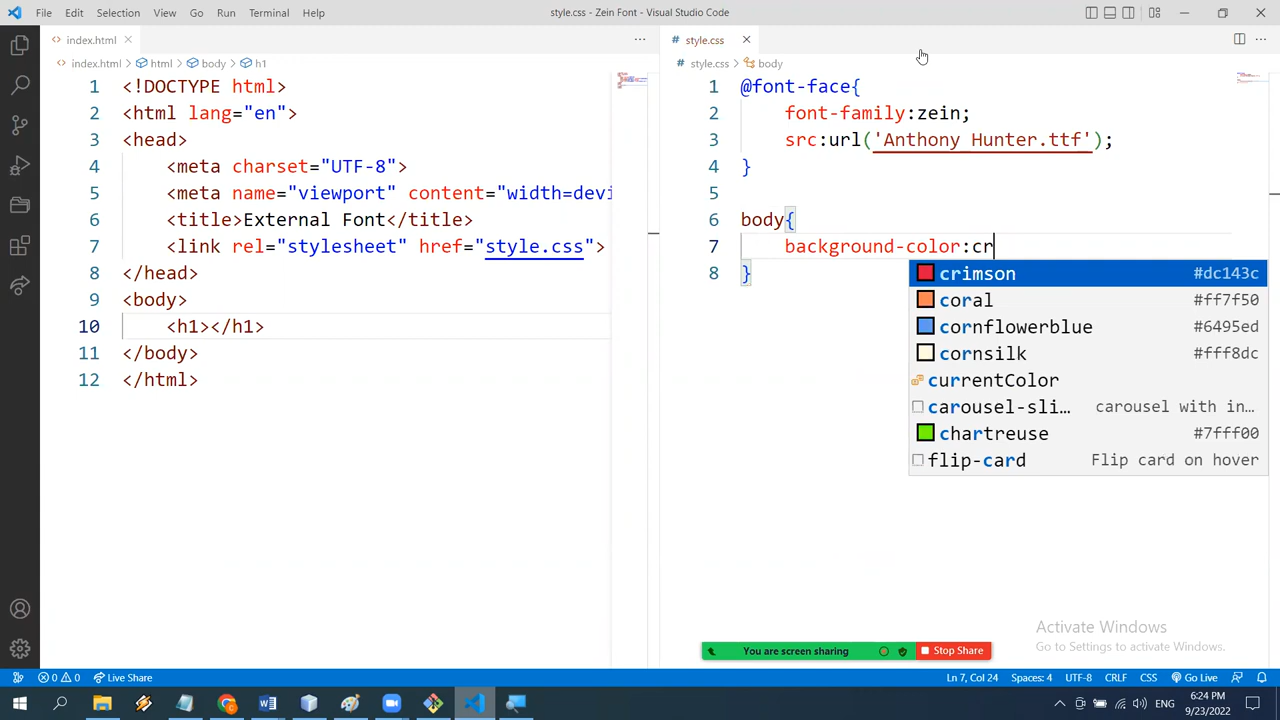 File Edit Selection View Go Run Terminal Help
style.css - Zein Font - Visual Studio Code
index.html
style.css
index.html > html > body > h1
style.css > body
1 <!DOCTYPE html>
2 <html lang="en">
3 <head>
4 <meta charset="UTF-8">
5 <meta name="viewport" content="width=devi
6 <title>External Font</title>
7 <link rel="stylesheet" href="style.css">
8 </head>
9 <body>
10 <h1></h1>
11 </body>
12 </html>
1 @font-face{
2 font-family:zein;
3 src:url('Anthony Hunter.ttf');
4 }
5
6 body{
7 background-color:cr
8 }
crimson #dc143c
coral #ff7f50
cornflowerblue #6495ed
cornsilk #fff8dc
currentColor
carousel-sli… carousel with in…
chartreuse #7fff00
flip-card Flip card on hover
Activate Windows
Go to Settings to activate Windows.
You are screen sharing Stop Share
0 0 Live Share
Ln 7, Col 24 Spaces: 4 UTF-8 CRLF CSS Go Live
ENG
6:24 PM
9/23/2022